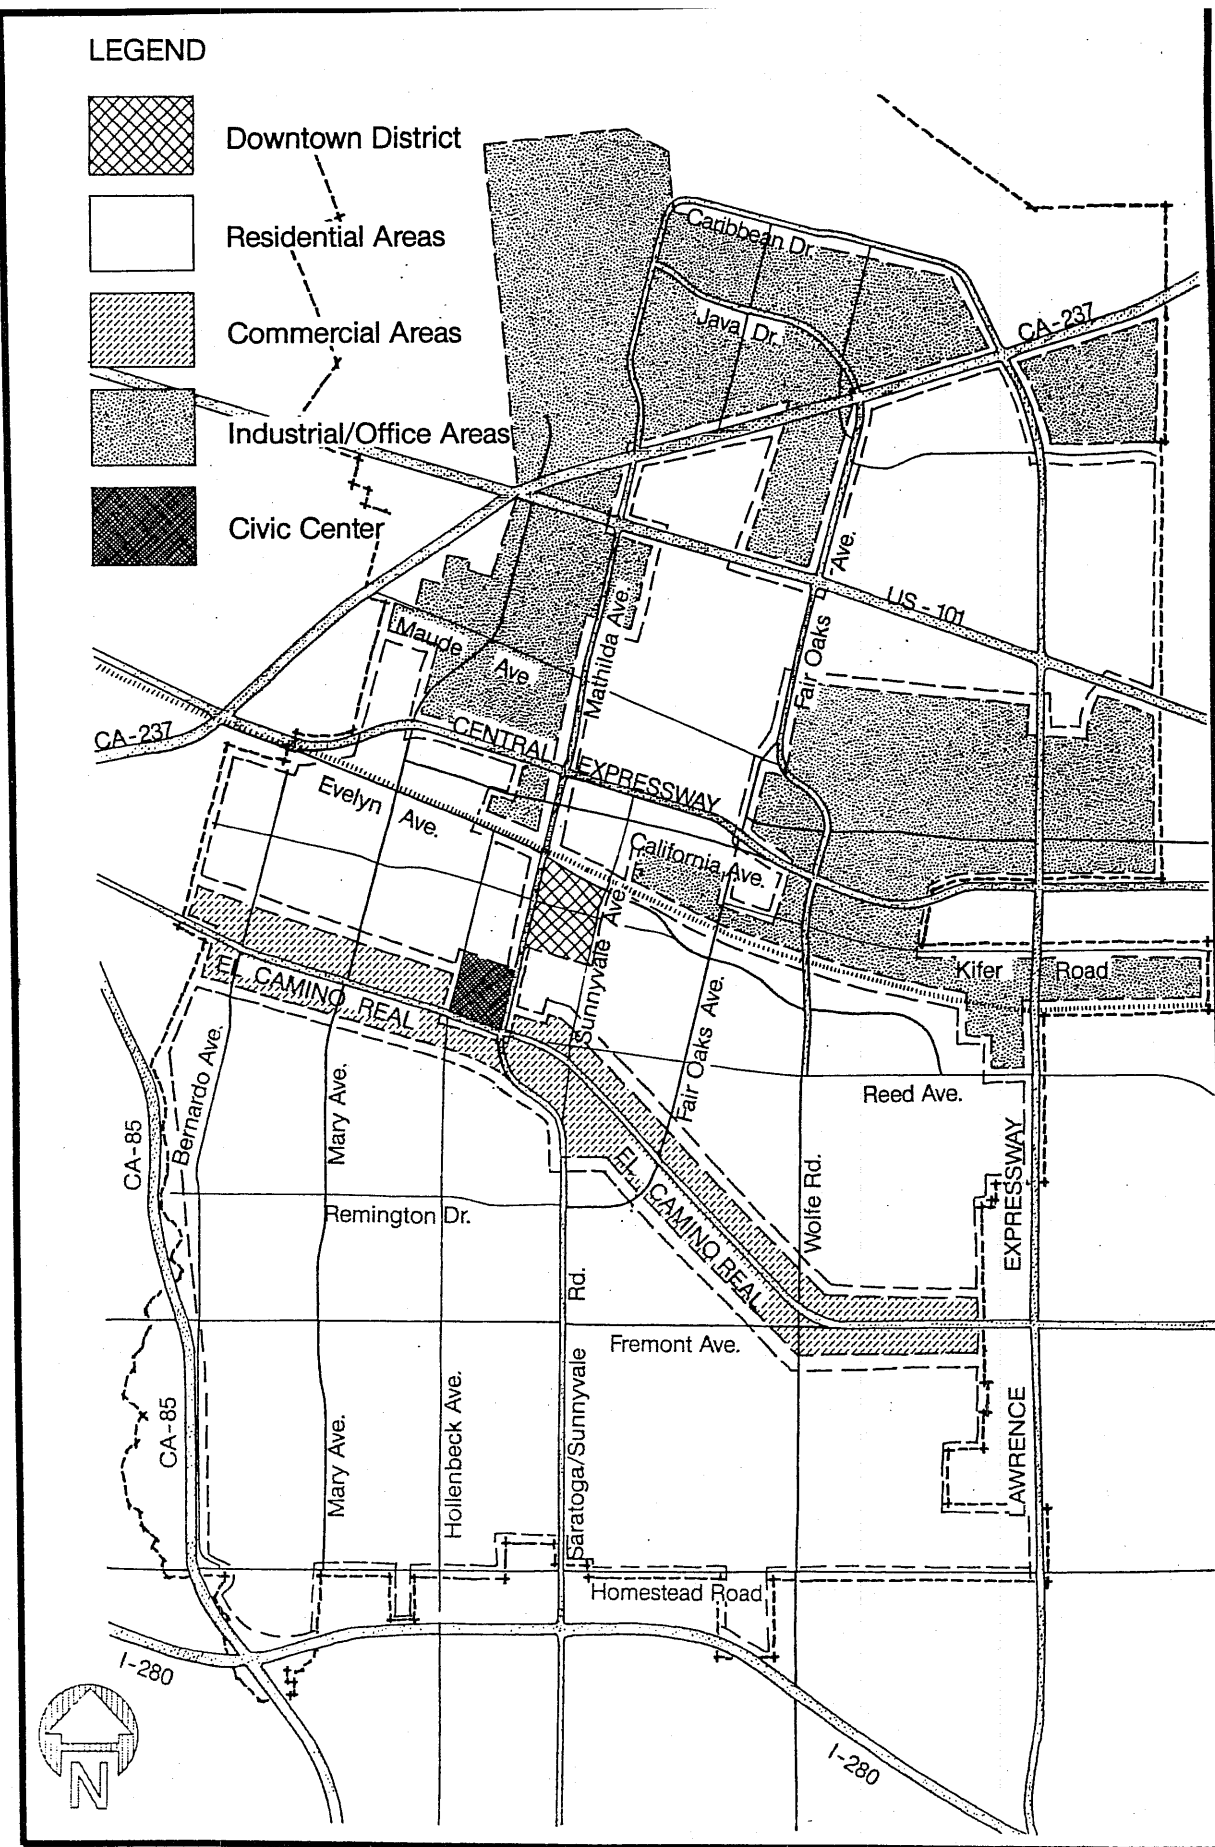 LEGEND
Downtown District
Residential Areas
Commercial Areas
Industrial/Office Areas
Civic Center
Caribbean Dr.
Java Dr.
CA-237
US-101
Ave.
Fair Oaks
Mathilda Ave.
Maude
Ave
CA-237
CENTRAL
EXPRESSWAY
Evelyn Ave.
California Ave.
Sunnyvale Ave.
Kifer Road
EL CAMINO REAL
Fair Oaks Ave.
Reed Ave.
Bernardo Ave.
Mary Ave.
CA-85
EL CAMINO REAL
Wolfe Rd.
EXPRESSWAY
Remington Dr.
Rd.
Fremont Ave.
CA-85
Mary Ave.
Hollenbeck Ave.
Saratoga/Sunnyvale
LAWRENCE
Homestead Road
I-280
I-280
N